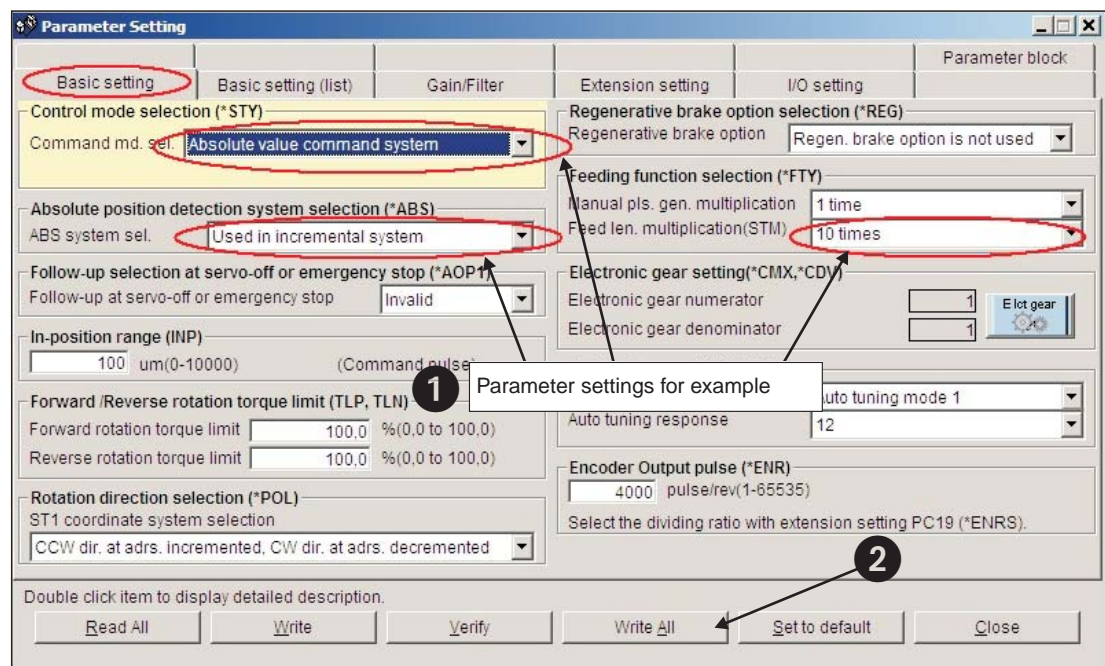 Parameter Setting
Parameter block
Basic setting
Basic setting (list)
Gain/Filter
Extension setting
I/O setting
Control mode selection (*STY)
Command md. sel.
Absolute value command system
Absolute position detection system selection (*ABS)
ABS system sel.
Used in incremental system
Follow-up selection at servo-off or emergency stop (*AOP1)
Follow-up at servo-off or emergency stop
Invalid
In-position range (INP)
100 um(0-10000) (Command pulse)
Forward /Reverse rotation torque limit (TLP, TLN)
Forward rotation torque limit 100,0 %(0,0 to 100,0)
Reverse rotation torque limit 100,0 %(0,0 to 100,0)
Rotation direction selection (*POL)
ST1 coordinate system selection
CCW dir. at adrs. incremented, CW dir. at adrs. decremented
Regenerative brake option selection (*REG)
Regenerative brake option
Regen. brake option is not used
Feeding function selection (*FTY)
Manual pls. gen. multiplication 1 time
Feed len. multiplication(STM) 10 times
Electronic gear setting(*CMX,*CDV)
Electronic gear numerator 1
Electronic gear denominator 1
Elct gear
1
Parameter settings for example
Auto tuning mode 1
Auto tuning response 12
Encoder Output pulse (*ENR)
4000 pulse/rev(1-65535)
Select the dividing ratio with extension setting PC19 (*ENRS).
2
Double click item to display detailed description.
Read All
Write
Verify
Write All
Set to default
Close